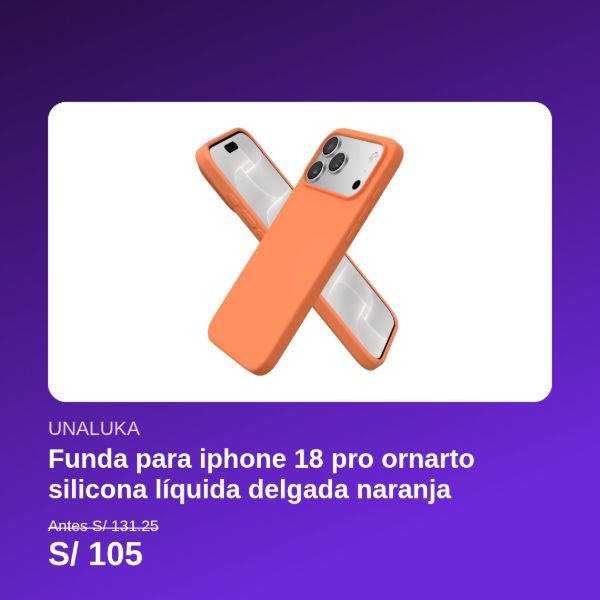 UNALUKA
Funda para iphone 18 pro ornarto
silicona líquida delgada naranja
Antes S/ 131.25
S/ 105